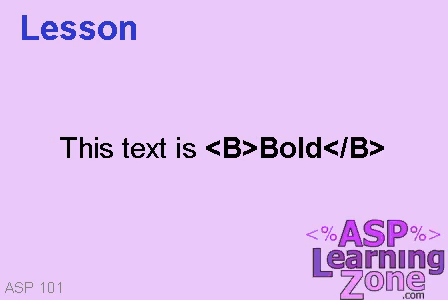 Lesson
This text is <B>Bold</B>
<%ASP%>
Learning
Zone.com
ASP 101